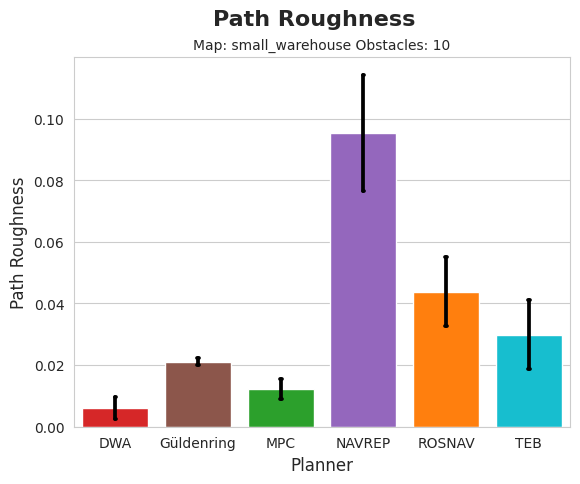 Path Roughness
Map: small_warehouse Obstacles: 10
Path Roughness
0.10
0.08
0.06
0.04
0.02
0.00
DWA Güldenring MPC NAVREP ROSNAV TEB
Planner